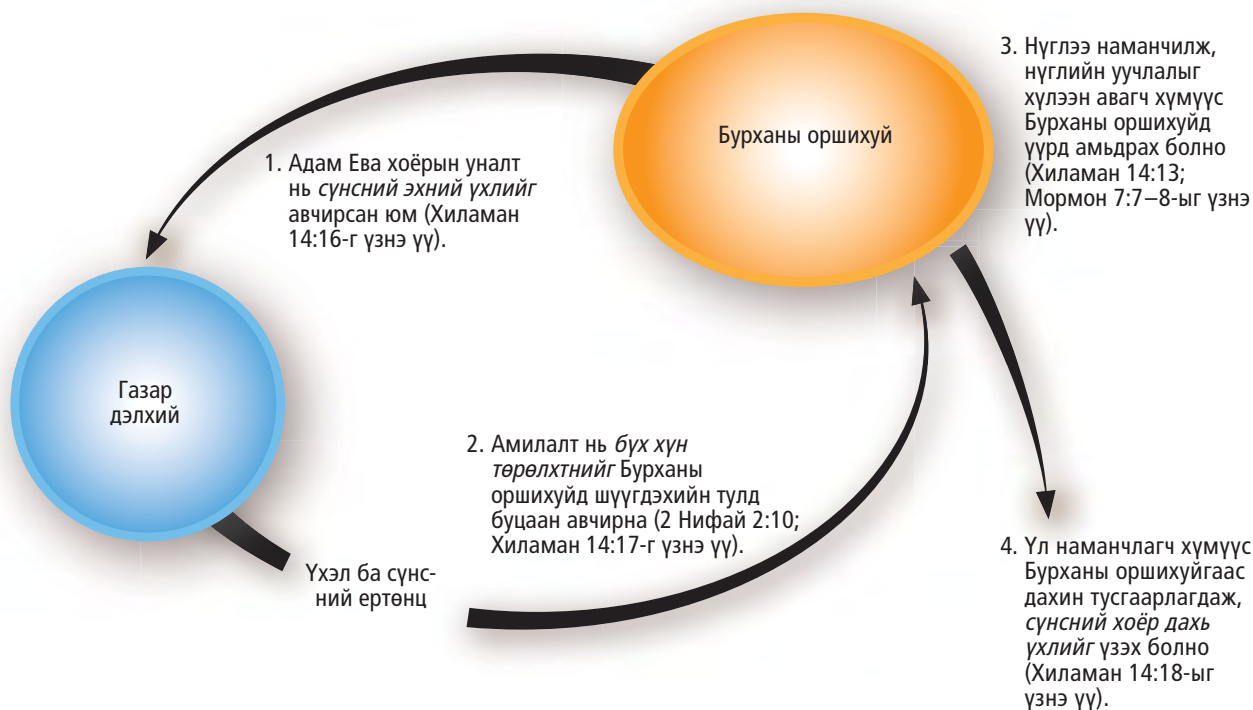 Бурханы оршихуй
1. Адам Ева хоёрын уналт
нь сүнсний эхний үхлийг
авчирсан юм (Хиламан
14:16-г үзнэ үү).
Газар
дэлхий
Үхэл ба сүнс-
ний ертөнц
2. Амилалт нь бүх хүн
төрөлхтнийг Бурханы
оршихуйд шүүгдэхийн тулд
буцаан авчирна (2 Нифай 2:10;
Хиламан 14:17-г үзнэ үү).
3. Нүглээ наманчилж,
нүглийн уучлалыг
хүлээн авагч хүмүүс
Бурханы оршихуйд
үүрд амьдрах болно
(Хиламан 14:13;
Мормон 7:7–8-ыг үзнэ
үү).
4. Үл наманчлагч хүмүүс
Бурханы оршихуйгаас
дахин тусгаарлагдаж,
сүнсний хоёр дахь
үхлийг үзэх болно
(Хиламан 14:18-ыг
үзнэ үү).